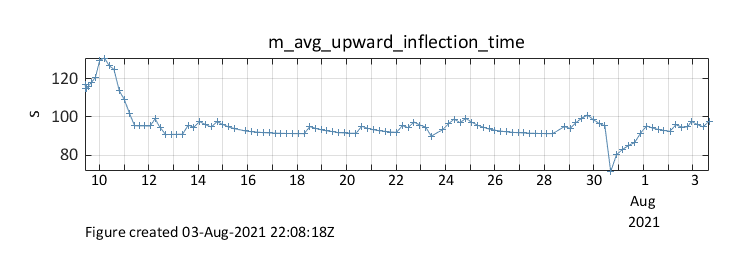 m_avg_upward_inflection_time
s
120
100
80
10 12 14 16 18 20 22 24 26 28 30 1 3
Aug
2021
Figure created 03-Aug-2021 22:08:18Z